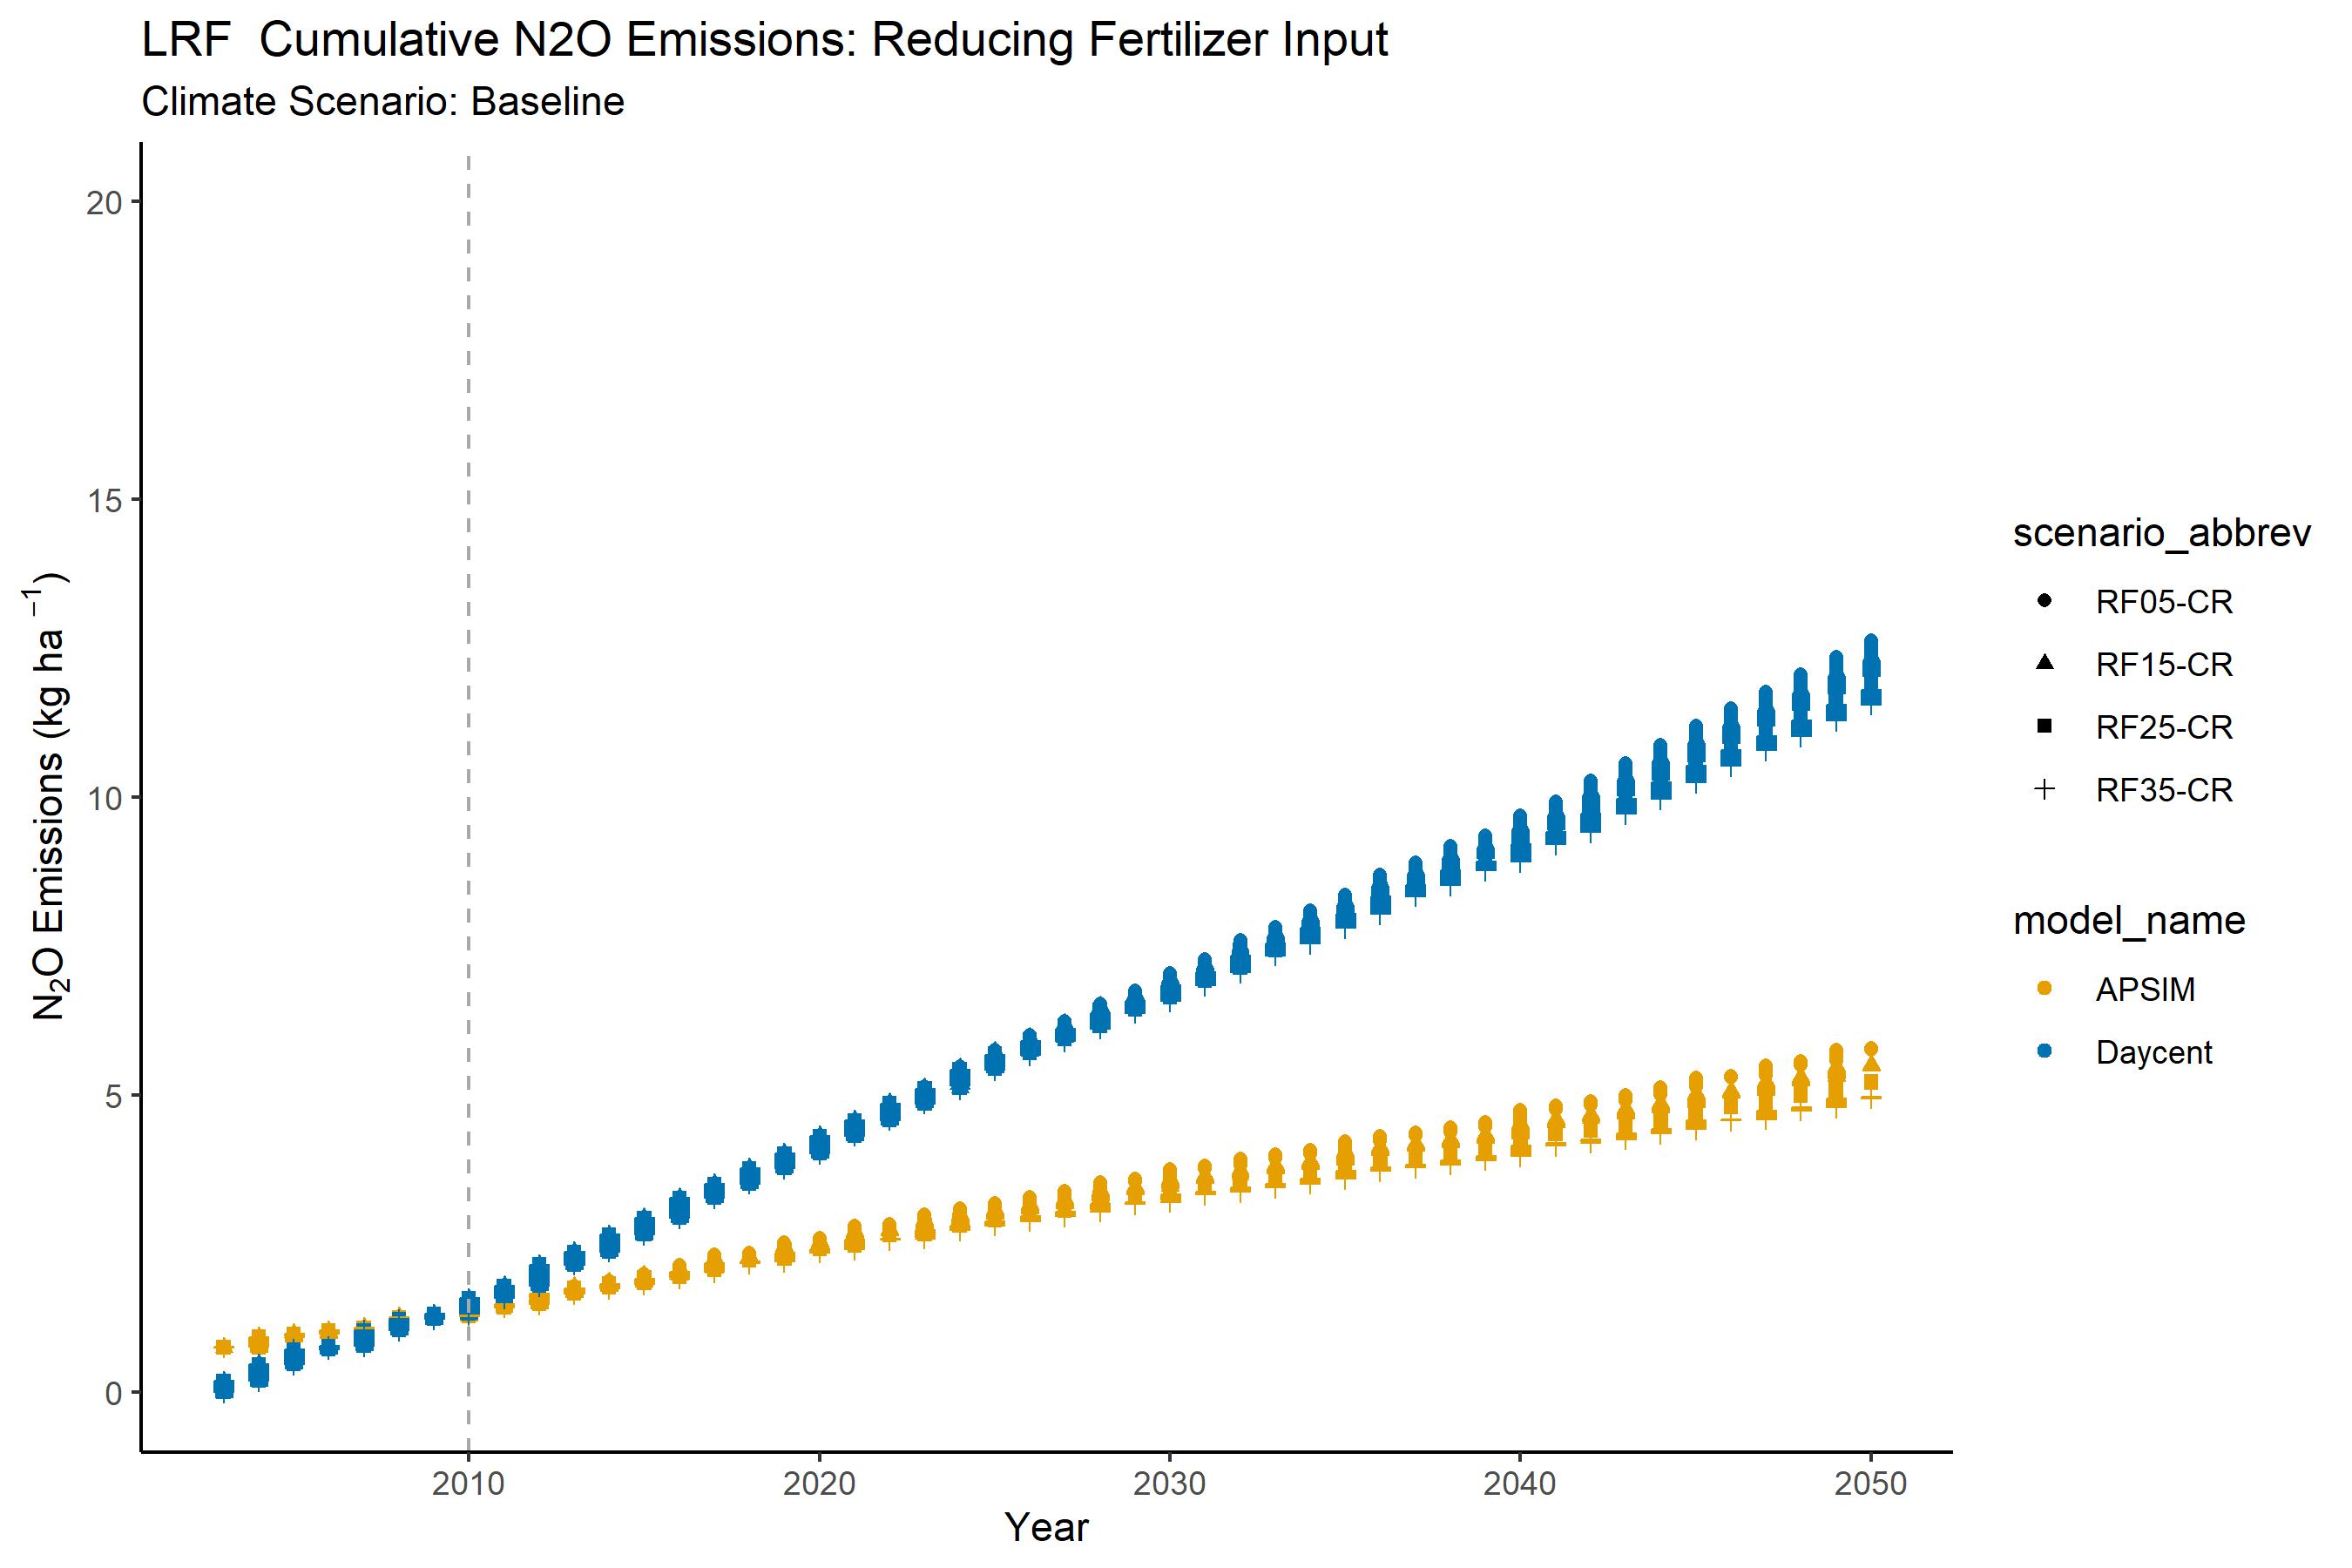 LRF  Cumulative N2O Emissions: Reducing Fertilizer Input
Climate Scenario: Baseline
N₂O Emissions (kg ha ⁻¹)
20
15
10
5
0
2010
2020
2030
2040
2050
Year
scenario_abbrev
RF05-CR
RF15-CR
RF25-CR
RF35-CR
model_name
APSIM
Daycent